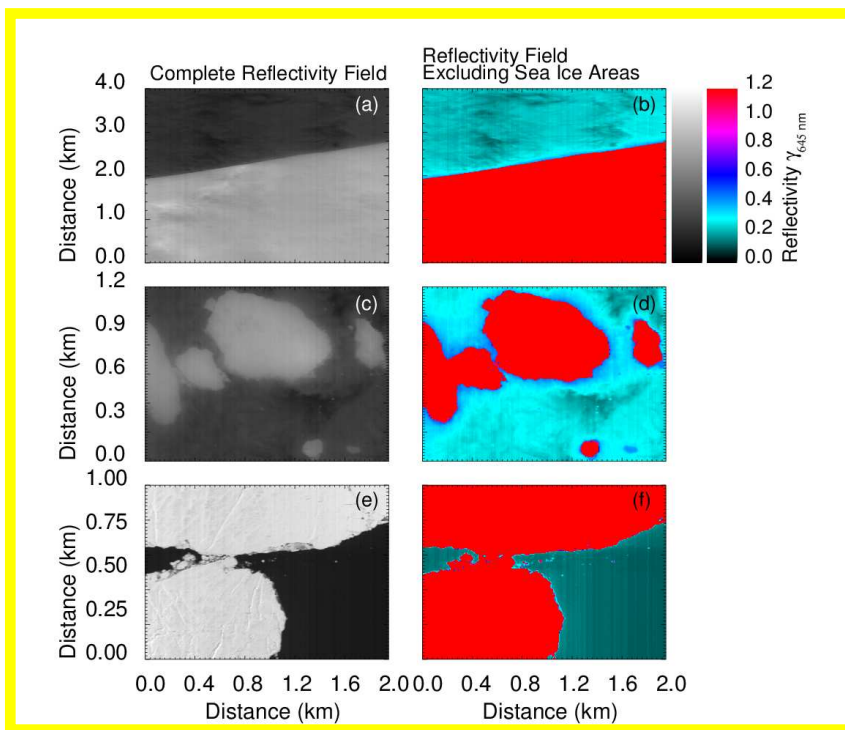 Complete Reflectivity Field
Reflectivity Field
Excluding Sea Ice Areas
4.0
3.0
2.0
1.0
0.0
Distance (km)
(a)
(b)
1.2
1.0
0.8
0.6
0.4
0.2
0.0
Reflectivity γ645 nm
1.2
0.9
0.6
0.3
0.0
Distance (km)
(c)
(d)
1.00
0.75
0.50
0.25
0.00
Distance (km)
(e)
(f)
0.0 0.4 1.2 1.6 2.0
0.0 0.4 1.2 1.6 2.0
Distance (km)
Distance (km)